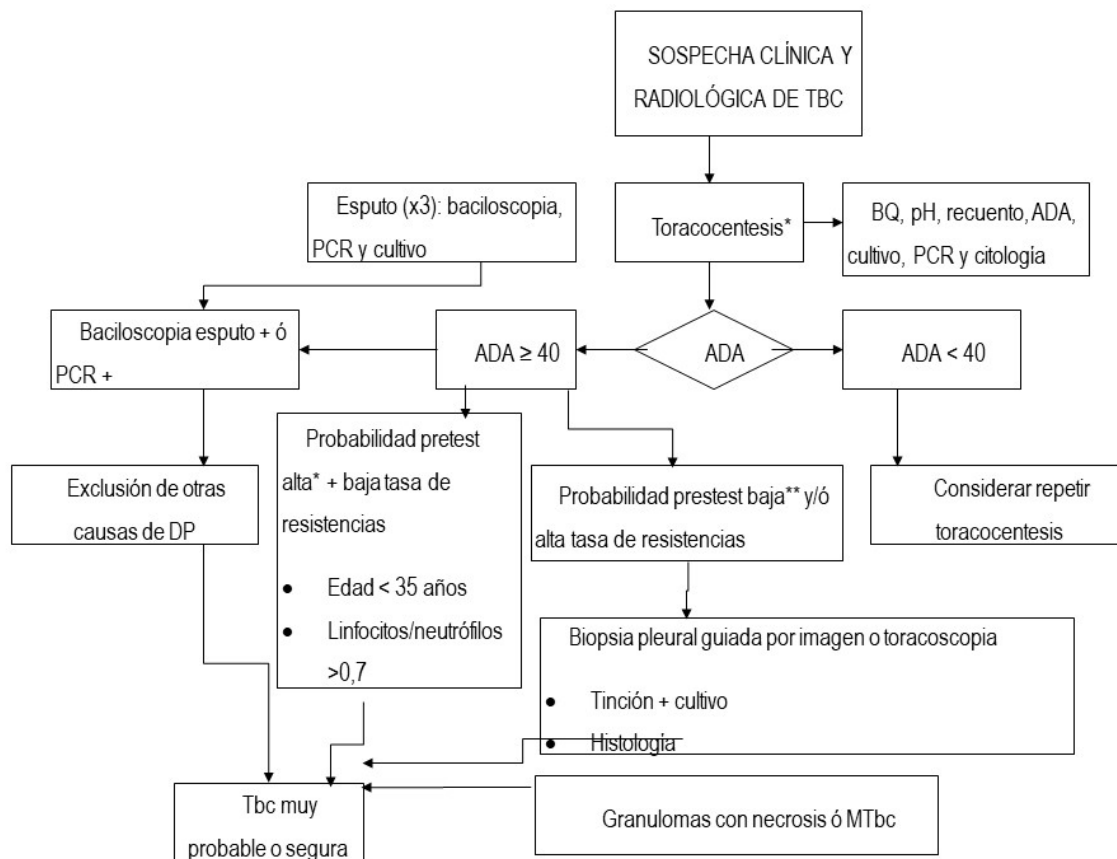 SOSPECHA CLÍNICA Y
RADIOLÓGICA DE TBC
Esputo (x3): baciloscopia,
PCR y cultivo
Toracocentesis*
BQ, pH, recuento, ADA,
cultivo, PCR y citología
Baciloscopia esputo + ó
PCR +
ADA ≥ 40
ADA
ADA < 40
Exclusión de otras
causas de DP
Probabilidad pretest
alta* + baja tasa de
resistencias
● Edad < 35 años
● Linfocitos/neutrófilos
>0,7
Probabilidad prestest baja** y/ó
alta tasa de resistencias
Considerar repetir
toracocentesis
Biopsia pleural guiada por imagen o toracoscopia
● Tinción + cultivo
● Histología
Tbc muy
probable o segura
Granulomas con necrosis ó MTbc